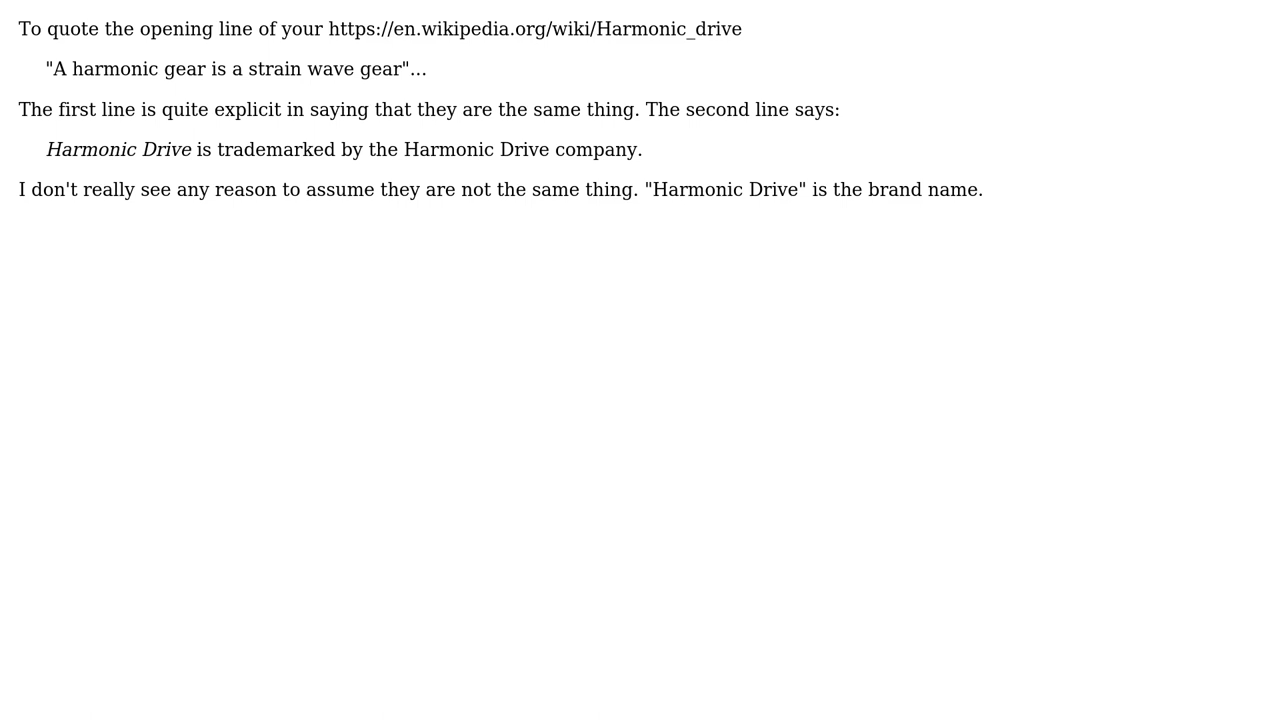 To quote the opening line of your https://en.wikipedia.org/wiki/Harmonic_drive
"A harmonic gear is a strain wave gear"...
The first line is quite explicit in saying that they are the same thing. The second line says:
Harmonic Drive is trademarked by the Harmonic Drive company.
I don't really see any reason to assume they are not the same thing. "Harmonic Drive" is the brand name.